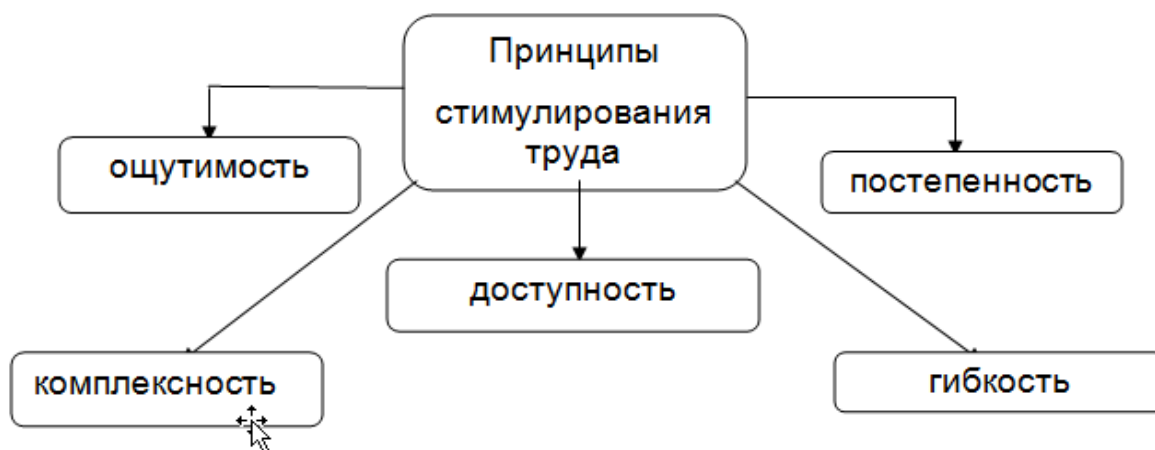 Принципы
стимулирования
труда
ощутимость
постепенность
доступность
комплексность
гибкость